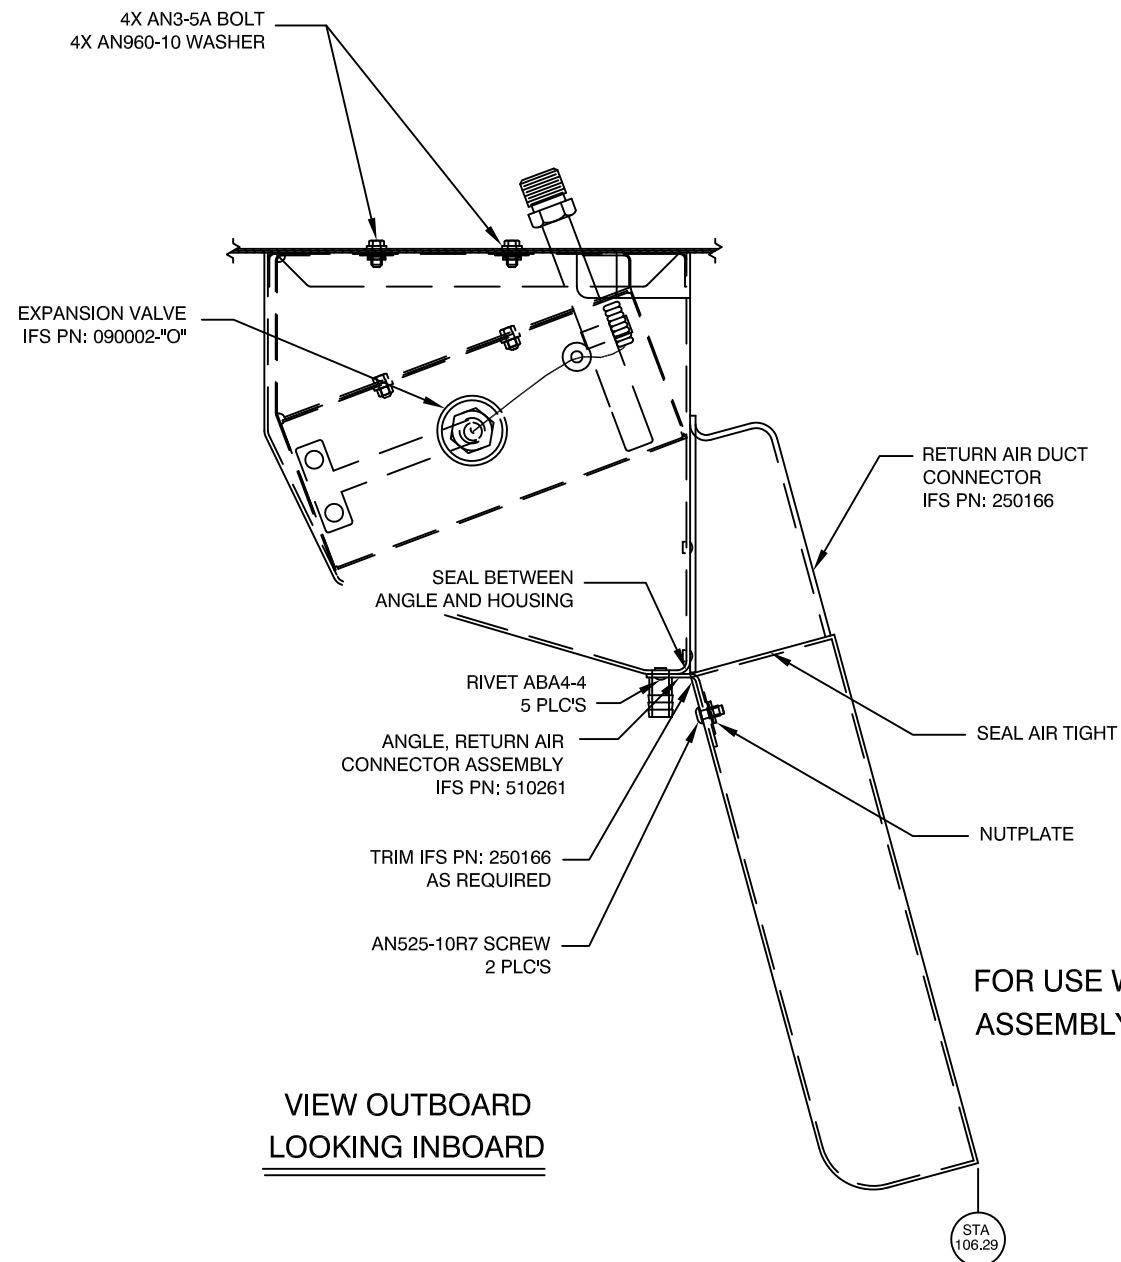 4X AN3-5A BOLT
4X AN960-10 WASHER
EXPANSION VALVE
IFS PN: 090002-"O"
RETURN AIR DUCT
CONNECTOR
IFS PN: 250166
SEAL BETWEEN
ANGLE AND HOUSING
RIVET ABA4-4
5 PLC'S
ANGLE, RETURN AIR
CONNECTOR ASSEMBLY
IFS PN: 510261
SEAL AIR TIGHT
NUTPLATE
TRIM IFS PN: 250166
AS REQUIRED
AN525-10R7 SCREW
2 PLC'S
FOR USE
ASSEMBLY
VIEW OUTBOARD
LOOKING INBOARD
STA
106.29